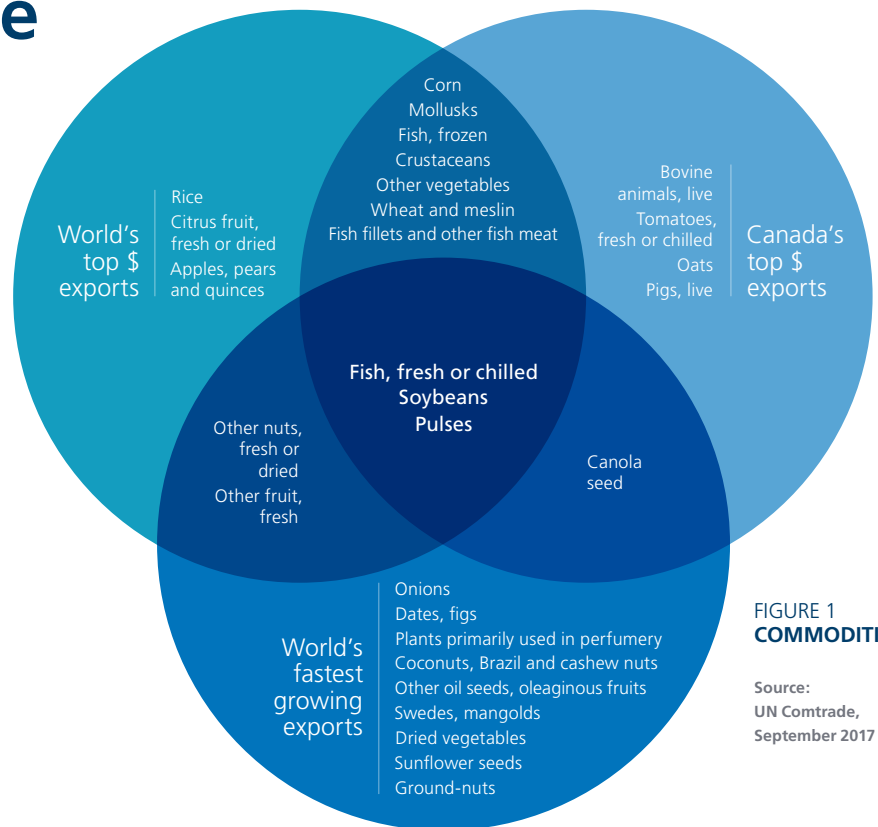 e
Corn
Mollusks
Fish, frozen
Crustaceans
Other vegetables
Wheat and meslin
Fish fillets and other fish meat
World's
top $
exports
Rice
Citrus fruit,
fresh or dried
Apples, pears
and quinces
Bovine
animals, live
Tomatoes,
fresh or chilled
Oats
Pigs, live
Canada's
top $
exports
Fish, fresh or chilled
Soybeans
Pulses
Other nuts,
fresh or
dried
Other fruit,
fresh
Canola
seed
World's
fastest
growing
exports
Onions
Dates, figs
Plants primarily used in perfumery
Coconuts, Brazil and cashew nuts
Other oil seeds, oleaginous fruits
Swedes, mangolds
Dried vegetables
Sunflower seeds
Ground-nuts
FIGURE 1
COMMODITI
Source:
UN Comtrade,
September 2017